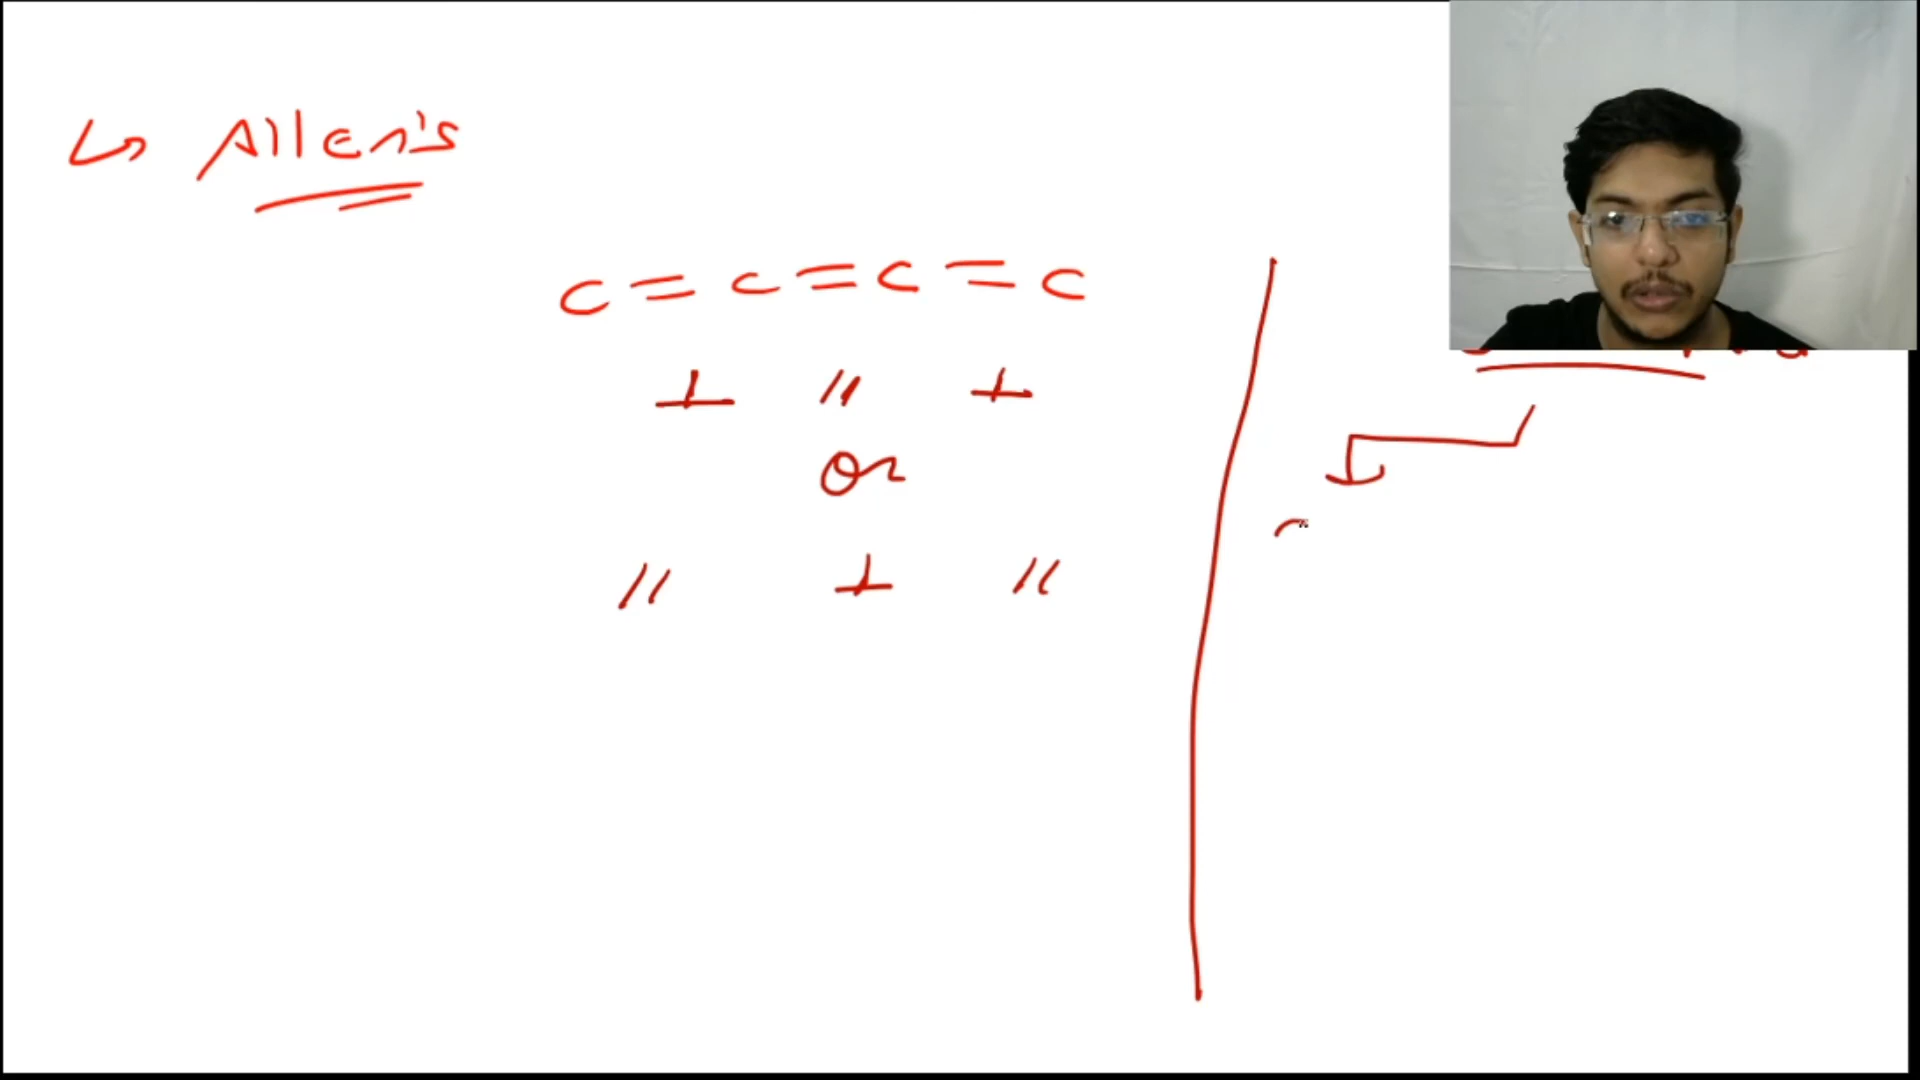 ↳ Allen's
C = C = C = C
⊥ // ⊥
or
// ⊥ //